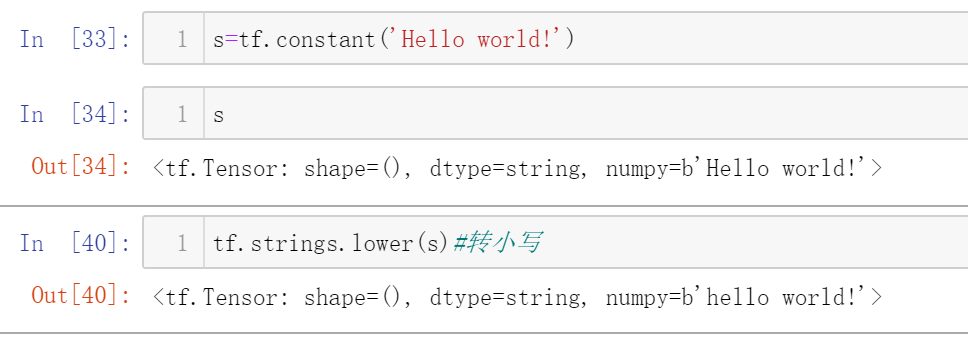 In [33]: 1 s=tf.constant('Hello world!')
In [34]: 1 s
Out[34]: <tf.Tensor: shape=(), dtype=string, numpy=b'Hello world!'>
In [40]: 1 tf.strings.lower(s)#转小写
Out[40]: <tf.Tensor: shape=(), dtype=string, numpy=b'hello world!'>